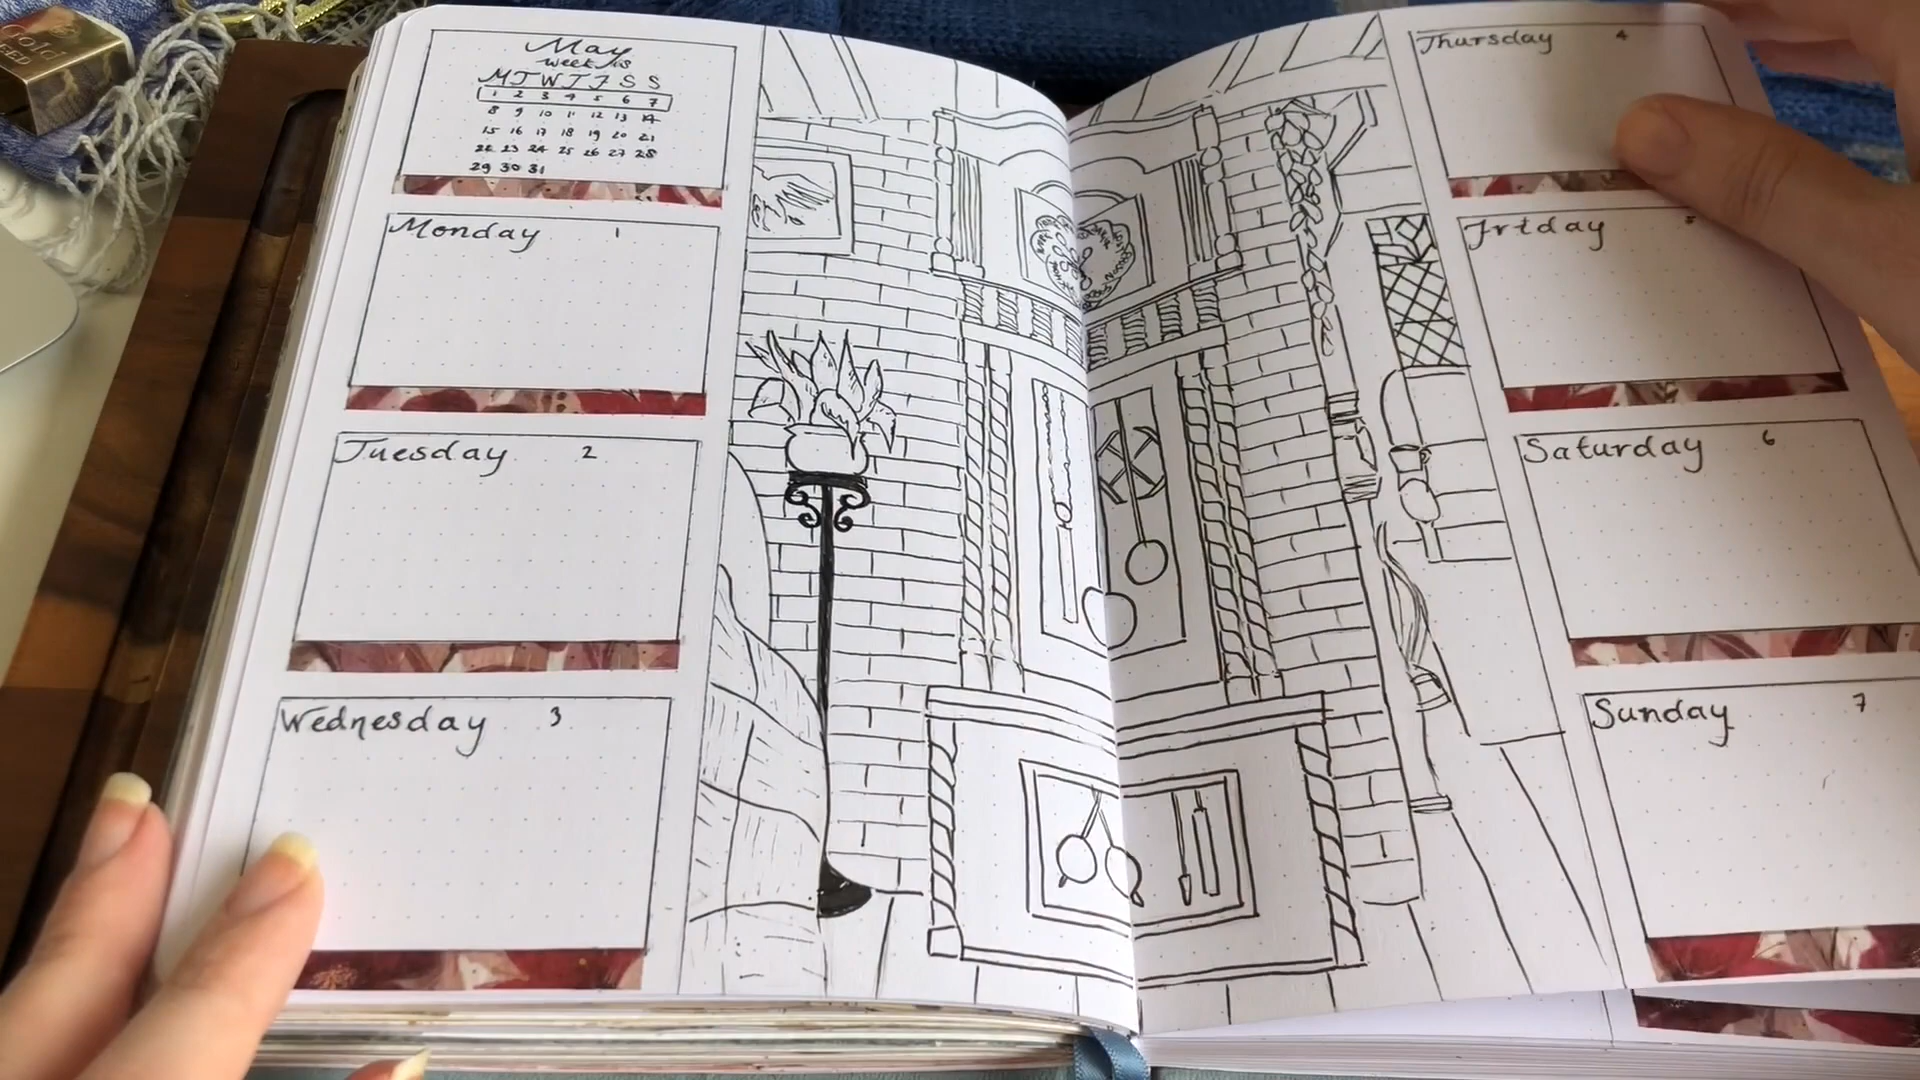 May
Week 18
M T W T F S S
1 2 3 4 5 6 7
8 9 10 11 12 13 14
15 16 17 18 19 20 21
22 23 24 25 26 27 28
29 30 31
Monday 1
Tuesday 2
Wednesday 3
Thursday 4
Friday 5
Saturday 6
Sunday 7
Gold